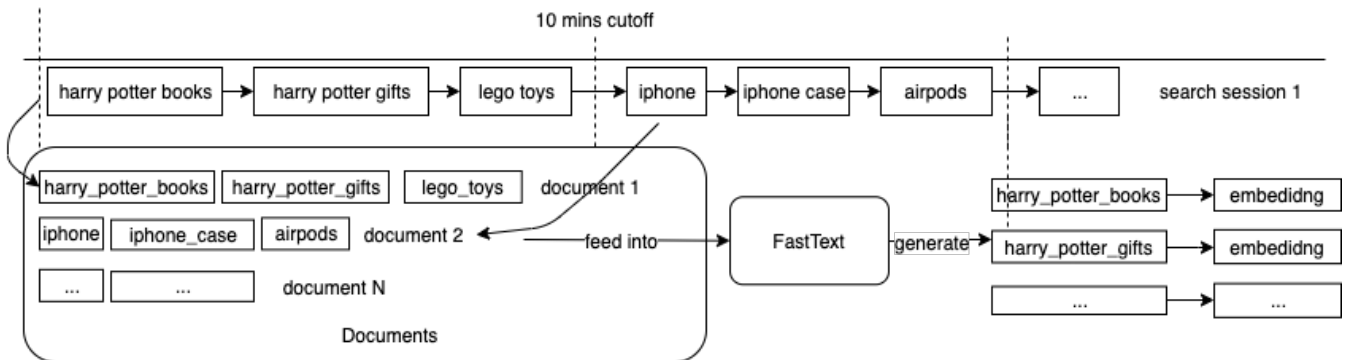 10 mins cutoff
harry potter books harry potter gifts lego toys iphone iphone case airpods ... search session 1
harry_potter_books harry_potter_gifts lego_toys document 1
iphone iphone_case airpods document 2
... ... document N
Documents
feed into
FastText
generate
harry_potter_books embedidng
harry_potter_gifts embedidng
... ...